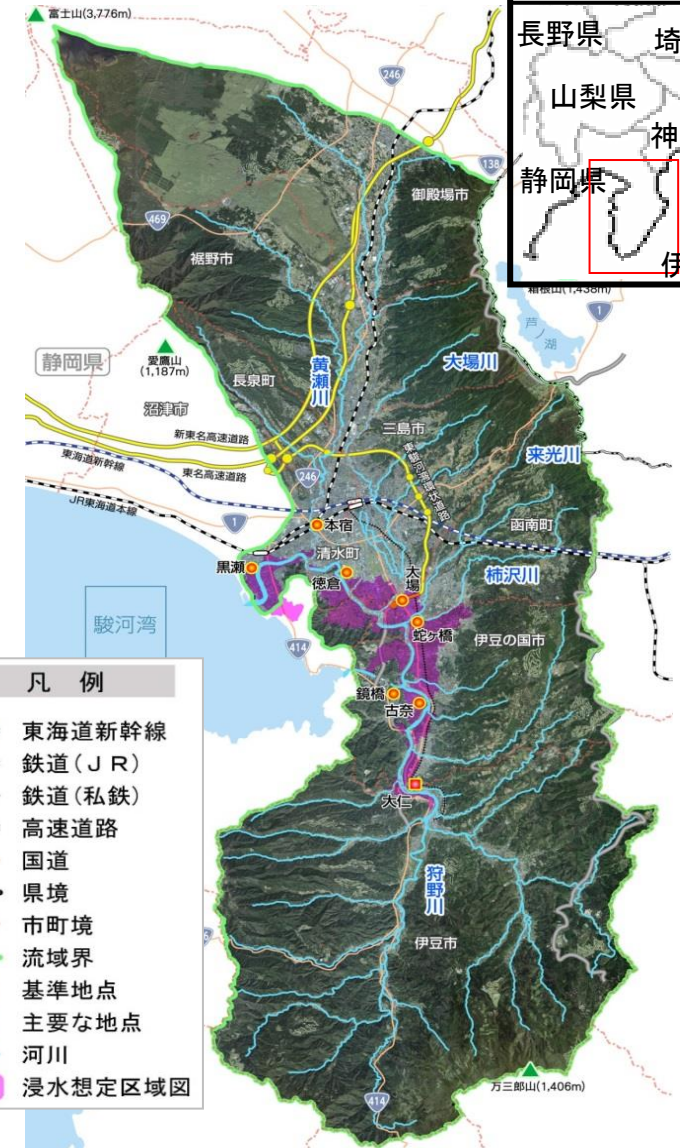 富士山(3,776m)
長野県
埼
山梨県
神
静岡県
伊
246
138
御殿場市
469
裾野市
箱根山(1,438m)
1
芦ノ湖
静岡県
愛鷹山
(1,187m)
長泉町
黄瀬川
大場川
沼津市
三島市
新東名高速道路
東海道新幹線
東名高速道路
東駿河湾環状道路
来光川
246
JR東海道本線
1
本宿
函南町
清水町
黒瀬
徳倉
大場
柿沢川
駿河湾
蛇ヶ橋
414
伊豆の国市
鏡橋
古奈
大仁
狩野川
伊豆市
万三郎山(1,406m)
414
凡 例
東海道新幹線
鉄道(JR)
鉄道(私鉄)
高速道路
国道
県境
市町境
流域界
基準地点
主要な地点
河川
浸水想定区域図